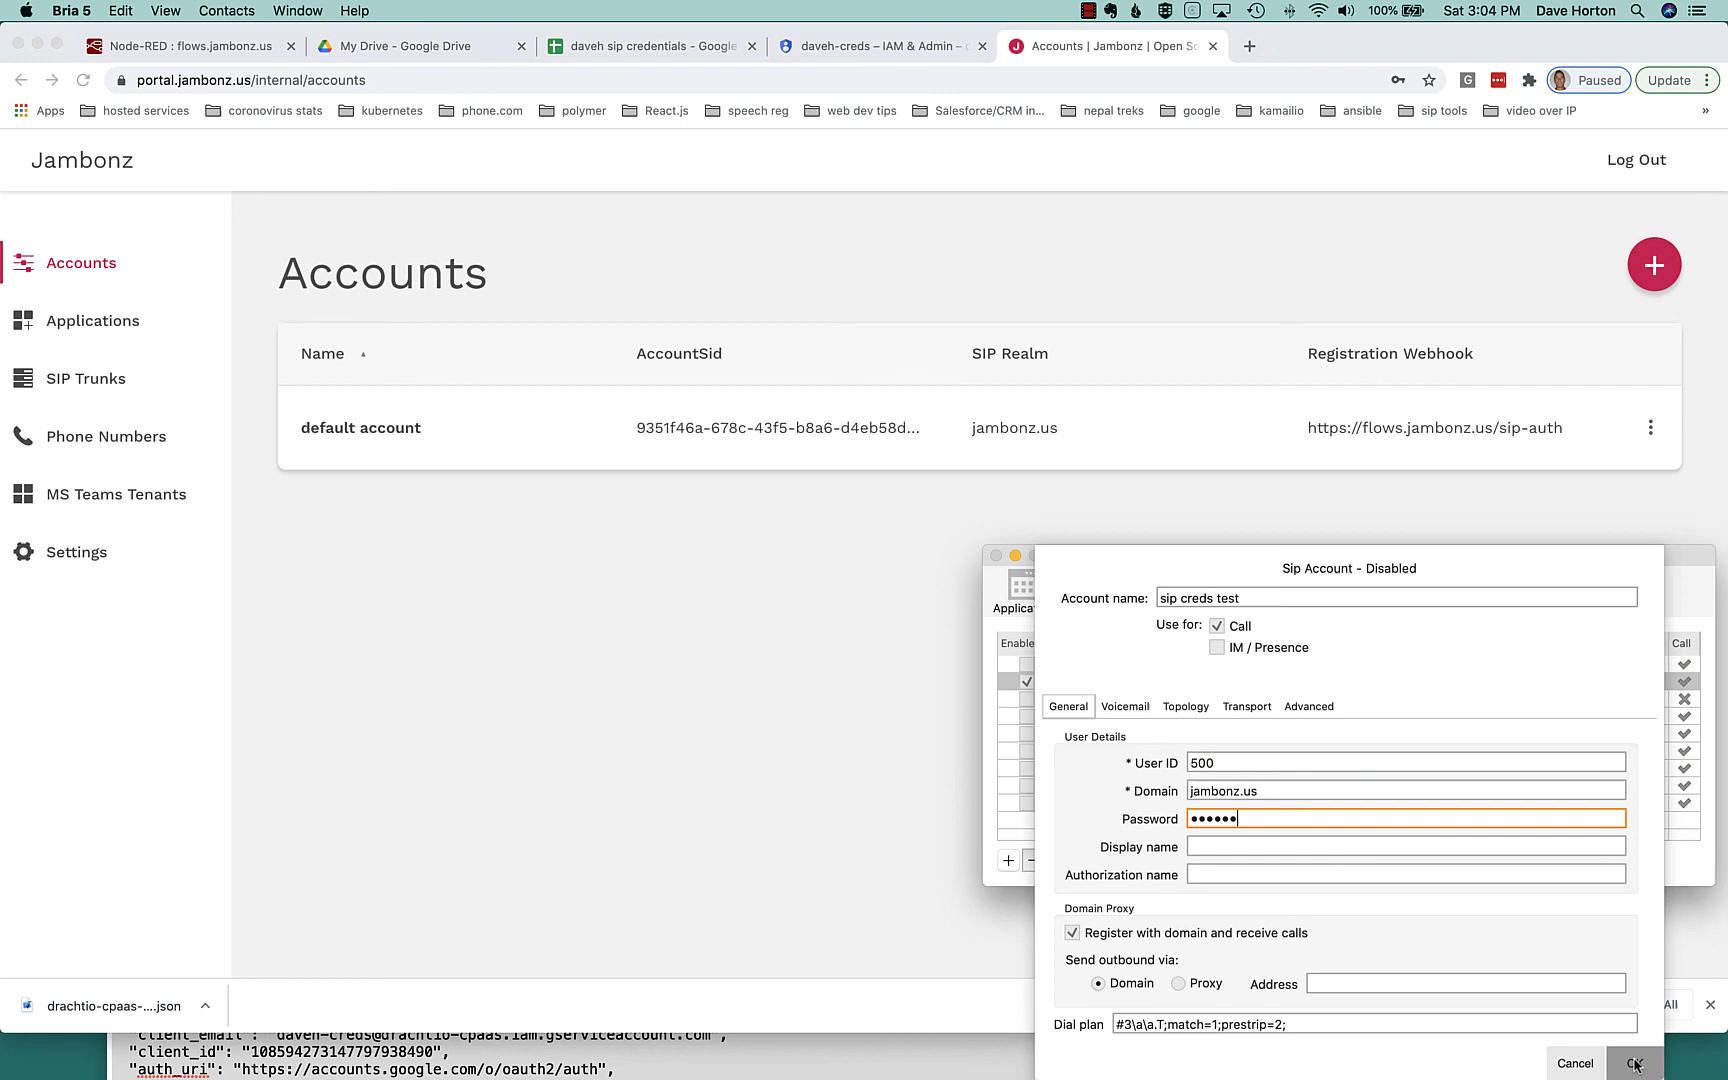 Bria 5 Edit View Contacts Window Help 100% Sat 3:04 PM Dave Horton
Node-RED : flows.jambonz.us My Drive - Google Drive daveh sip credentials - Google daveh-creds – IAM & Admin – Accounts | Jambonz | Open So
portal.jambonz.us/internal/accounts Paused Update
Apps hosted services coronovirus stats kubernetes phone.com polymer React.js speech reg web dev tips Salesforce/CRM in... nepal treks google kamailio ansible sip tools video over IP »
Jambonz Log Out
Accounts
Applications
SIP Trunks
Phone Numbers
MS Teams Tenants
Settings
Accounts
Name AccountSid SIP Realm Registration Webhook
default account 9351f46a-678c-43f5-b8a6-d4eb58d... jambonz.us https://flows.jambonz.us/sip-auth
Sip Account - Disabled
Applica
Account name: sip creds test
Use for: Call
IM / Presence
Enable Call
General Voicemail Topology Transport Advanced
User Details
* User ID 500
* Domain jambonz.us
Password ••••••
Display name
Authorization name
Domain Proxy
Register with domain and receive calls
Send outbound via:
Domain Proxy Address
Dial plan #3\a\a.T;match=1;prestrip=2;
Cancel
drachtio-cpaas-....json All
"client_email": "daveh-creds@drachtio-cpaas.iam.gserviceaccount.com",
"client_id": "108594273147797938490",
"auth_uri": "https://accounts.google.com/o/oauth2/auth",